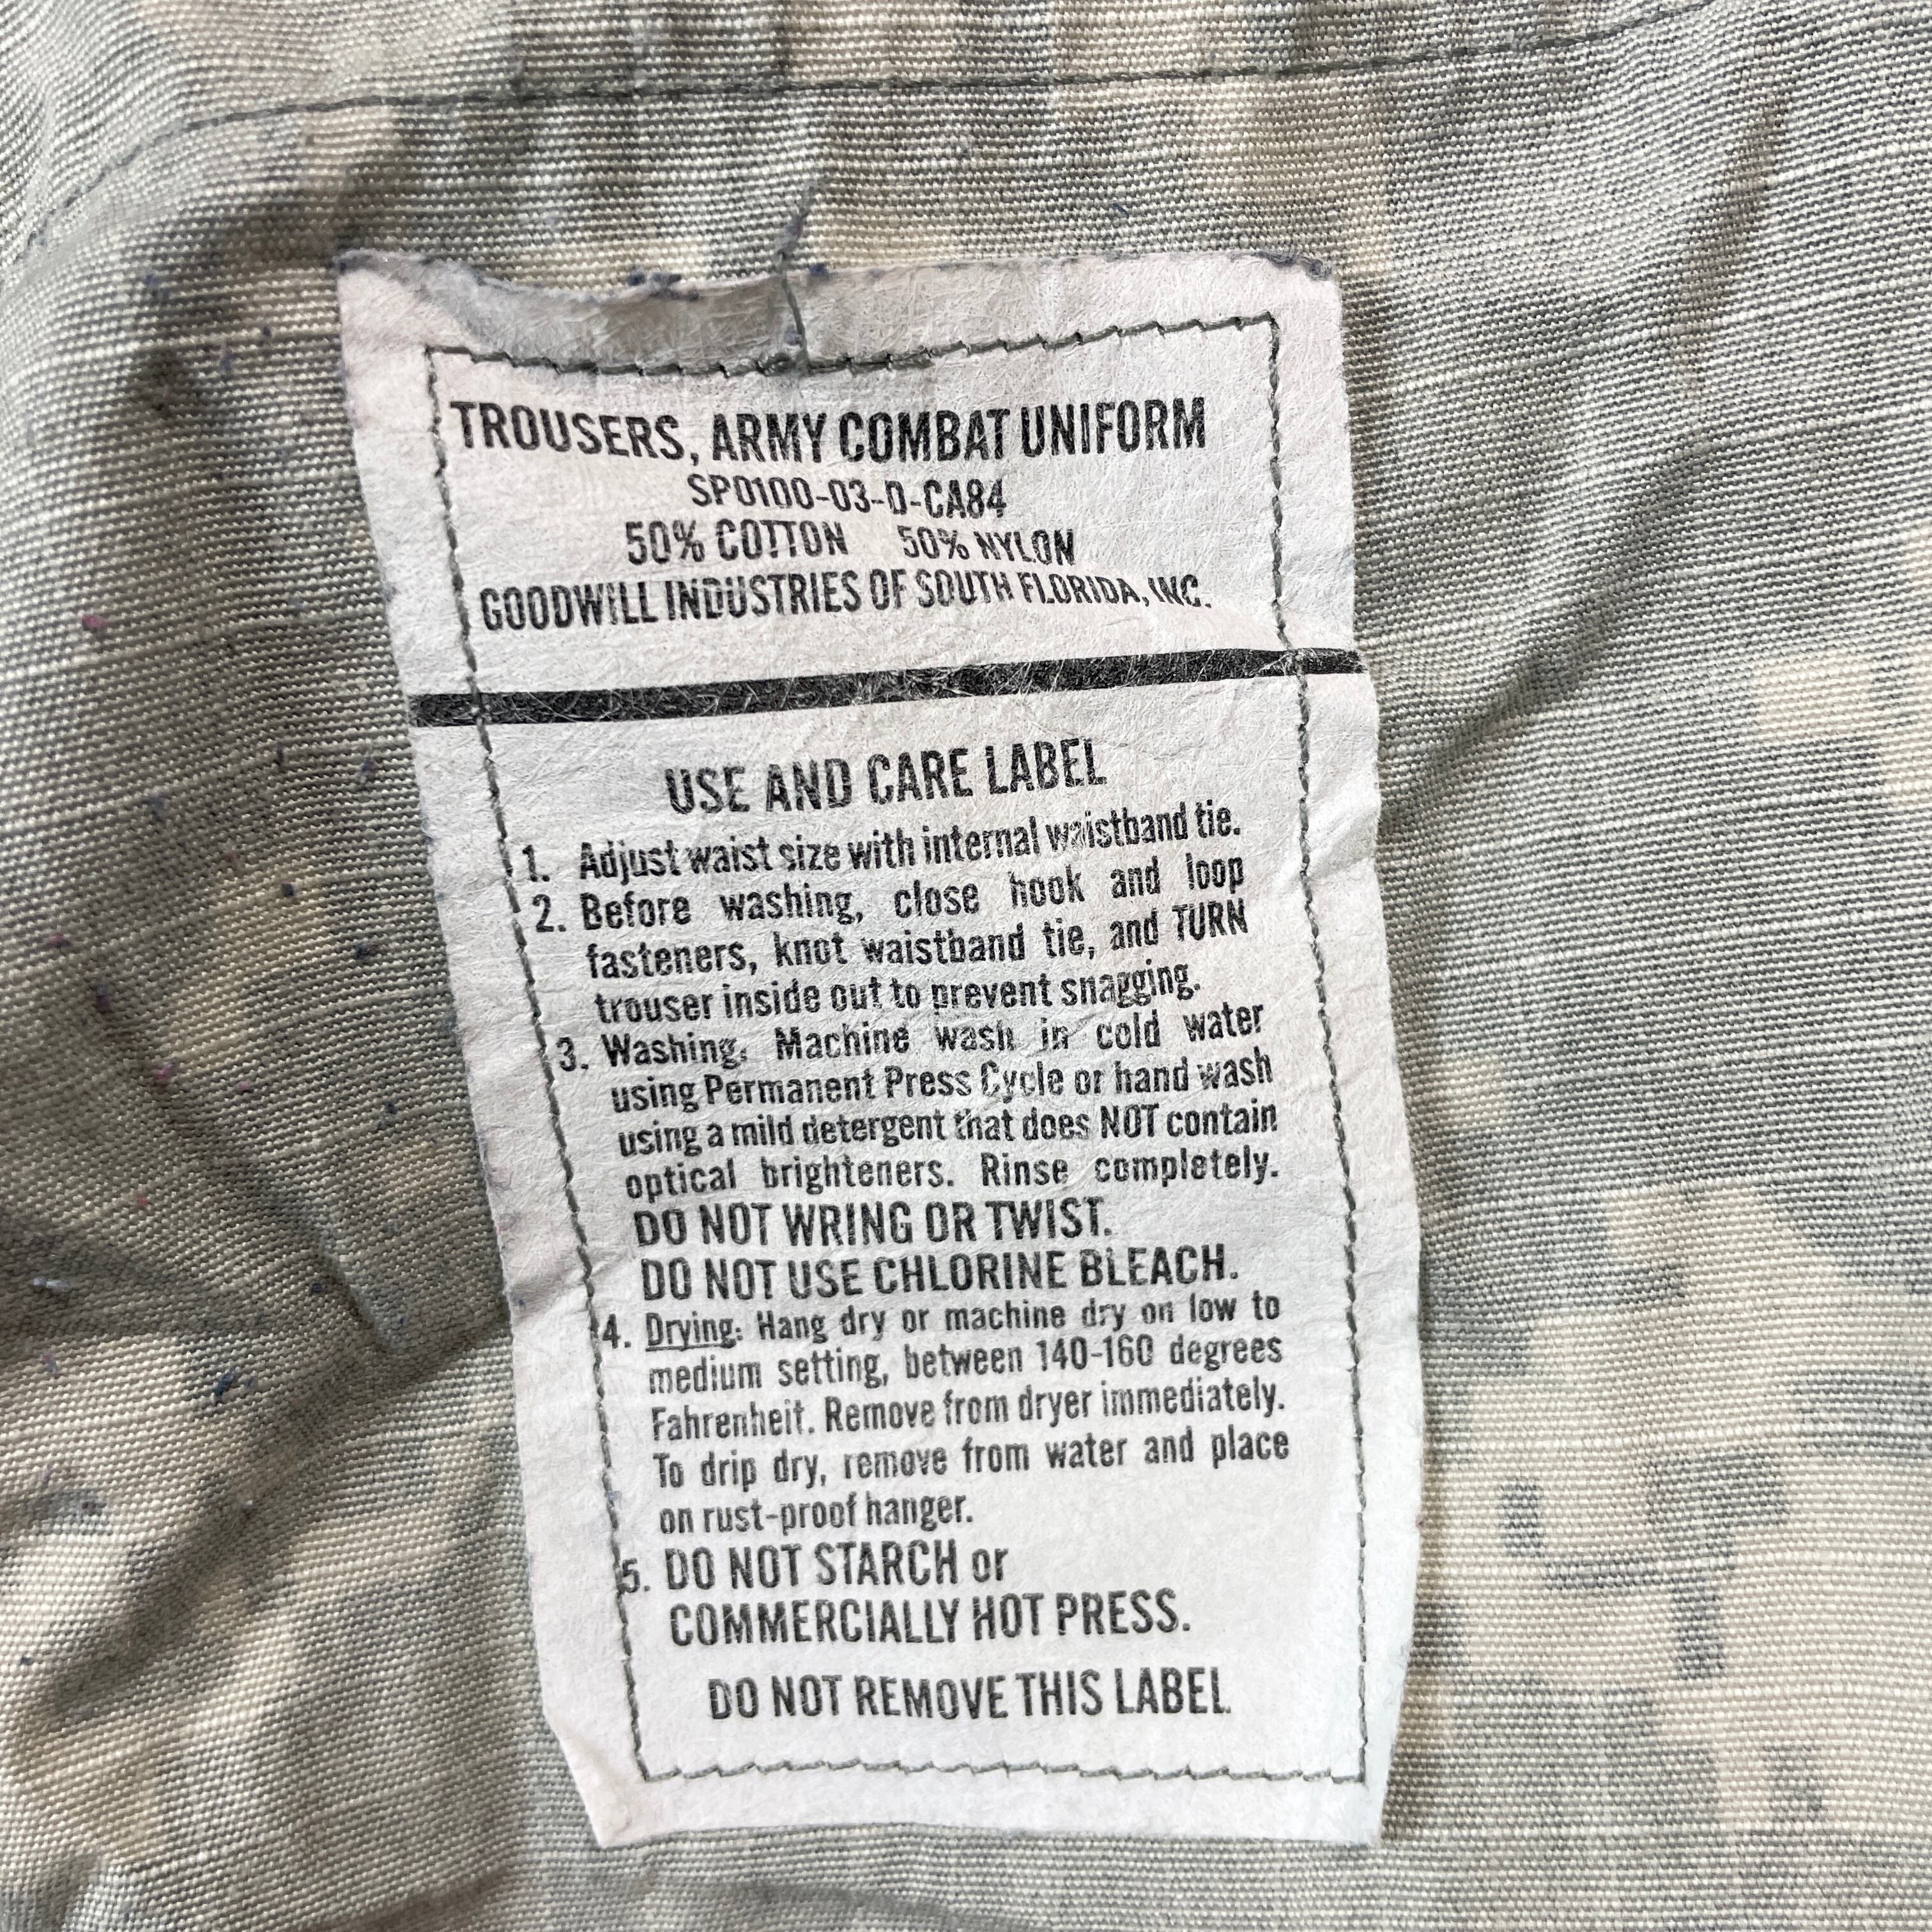 TROUSERS, ARMY COMBAT UNIFORM
SP0100-03-D-CA84
50% COTTON 50% NYLON
GOODWILL INDUSTRIES OF SOUTH FLORIDA, INC.
USE AND CARE LABEL
1. Adjust waist size with internal waistband tie.
2. Before washing, close hook and loop
fasteners, knot waistband tie, and TURN
trouser inside out to prevent snagging.
3. Washing: Machine wash in cold water
using Permanent Press Cycle or hand wash
using a mild detergent that does NOT contain
optical brighteners. Rinse completely.
DO NOT WRING OR TWIST.
DO NOT USE CHLORINE BLEACH.
4. Drying: Hang dry or machine dry on low to
medium setting, between 140-160 degrees
Fahrenheit. Remove from dryer immediately.
To drip dry, remove from water and place
on rust-proof hanger.
5. DO NOT STARCH or
COMMERCIALLY HOT PRESS.
DO NOT REMOVE THIS LABEL